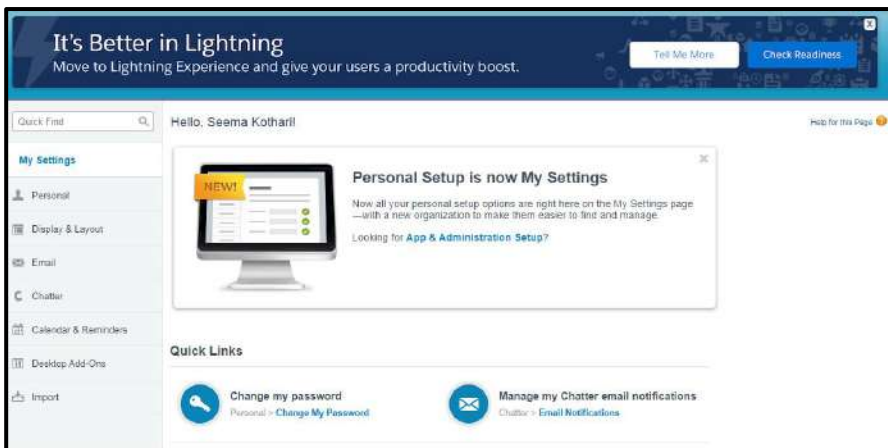 It's Better in Lightning
Move to Lightning Experience and give your users a productivity boost.
Tell Me More
Check Readiness
x
Quick Find
Hello, Seema Kothari!
Help for this Page
My Settings
Personal
Display & Layout
Email
Chatter
Calendar & Reminders
Desktop Add-Ons
Import
NEW!
Personal Setup is now My Settings
Now all your personal setup options are right here on the My Settings page
—with a new organization to make them easier to find and manage.
Looking for App & Administration Setup?
Quick Links
Change my password
Personal > Change My Password
Manage my Chatter email notifications
Chatter > Email Notifications